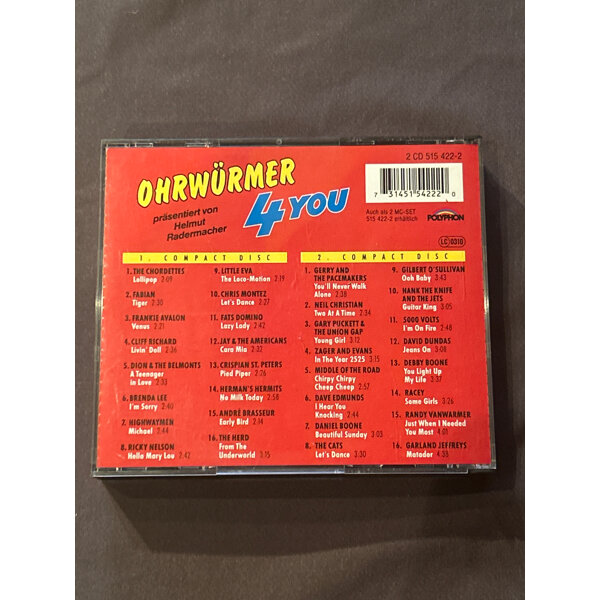 OHRWÜRMER
4 YOU
präsentiert von
Helmut
Radermacher
2 CD 515 422-2
7 31451 54222 0
Auch als 2 MC-SET
515 422-2 erhältlich
POLYPHON
LC 0310
1. COMPACT DISC
1. THE CHORDETTES
Lollipop 2:09
2. FABIAN
Tiger 2:30
3. FRANKIE AVALON
Venus 2:21
4. CLIFF RICHARD
Livin' Doll 2:36
5. DION & THE BELMONTS
A Teenager
in Love 2:33
6. BRENDA LEE
I'm Sorry 2:40
7. HIGHWAYMEN
Michael 2:44
8. RICKY NELSON
Hello Mary Lou 2:42
9. LITTLE EVA
The Loco-Motion 2:19
10. CHRIS MONTEZ
Let's Dance 2:27
11. FATS DOMINO
Lazy Lady 2:42
12. JAY & THE AMERICANS
Cara Mia 2:32
13. CRISPIAN ST. PETERS
Pied Piper 2:26
14. HERMAN'S HERMITS
No Milk Today 2:58
15. ANDRÉ BRASSEUR
Early Bird 2:14
16. THE HERD
From The
Underworld 3:15
2. COMPACT DISC
1. GERRY AND
THE PACEMAKERS
You'll Never Walk
Alone 2:38
2. NEIL CHRISTIAN
Two At A Time 2:34
3. GARY PUCKETT &
THE UNION GAP
Young Girl 3:12
4. ZAGER AND EVANS
In The Year 2525 3:15
5. MIDDLE OF THE ROAD
Chirpy Chirpy
Cheep Cheep 2:57
6. DAVE EDMUNDS
I Hear You
Knocking 2:44
7. DANIEL BOONE
Beautiful Sunday 3:03
8. THE CATS
Let's Dance 3:30
9. GILBERT O'SULLIVAN
Ooh Baby 3:43
10. HANK THE KNIFE
AND THE JETS
Guitar King 3:05
11. 5000 VOLTS
I'm On Fire 2:48
12. DAVID DUNDAS
Jeans On 3:08
13. DEBBY BOONE
You Light Up
My Life 3:37
14. RACEY
Some Girls 3:26
15. RANDY VANWARMER
Just When I Needed
You Most 4:01
16. GARLAND JEFFREYS
Matador 4:38